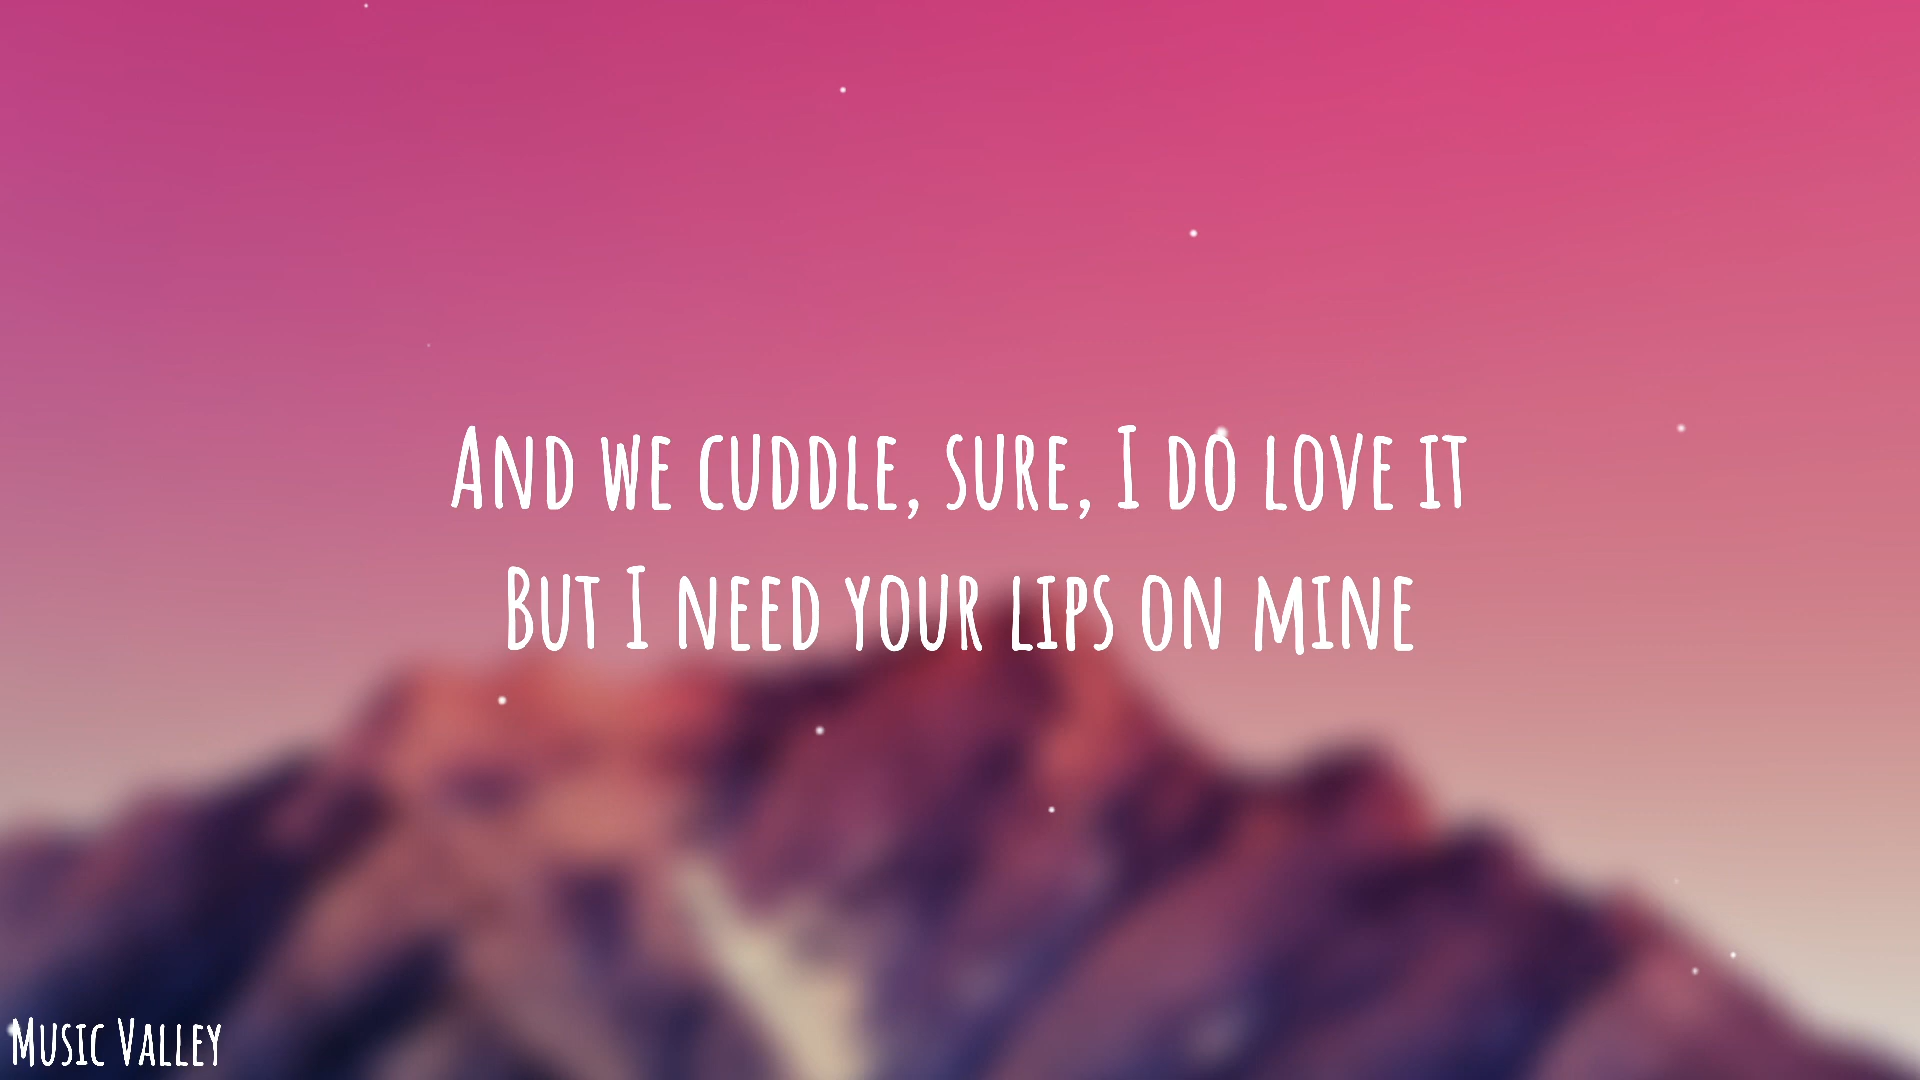 And we cuddle, sure, I do love it
But I need your lips on mine
Music Valley